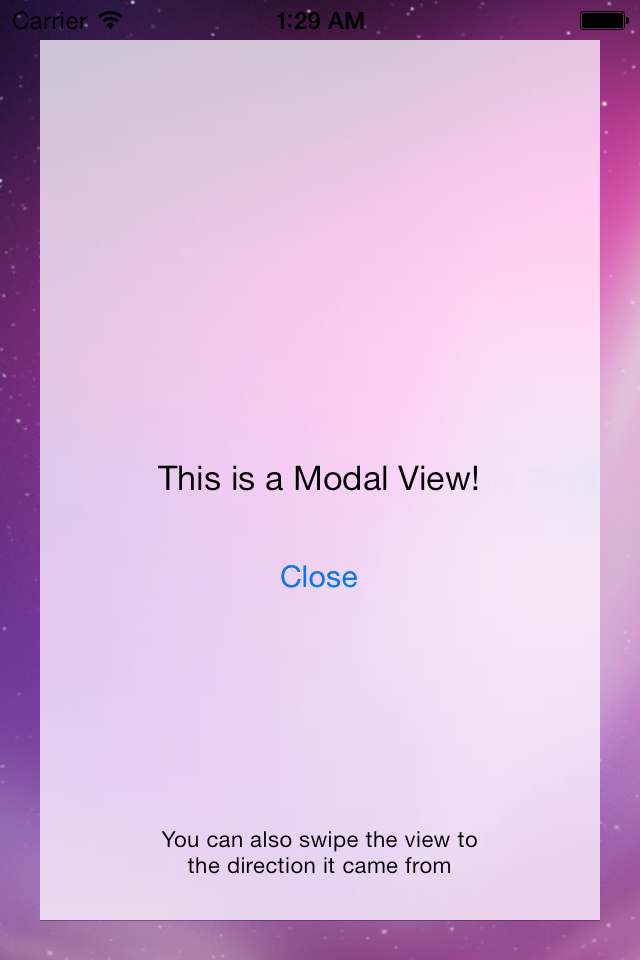 Carrier 1:29 AM
This is a Modal View!
Close
You can also swipe the view to
the direction it came from